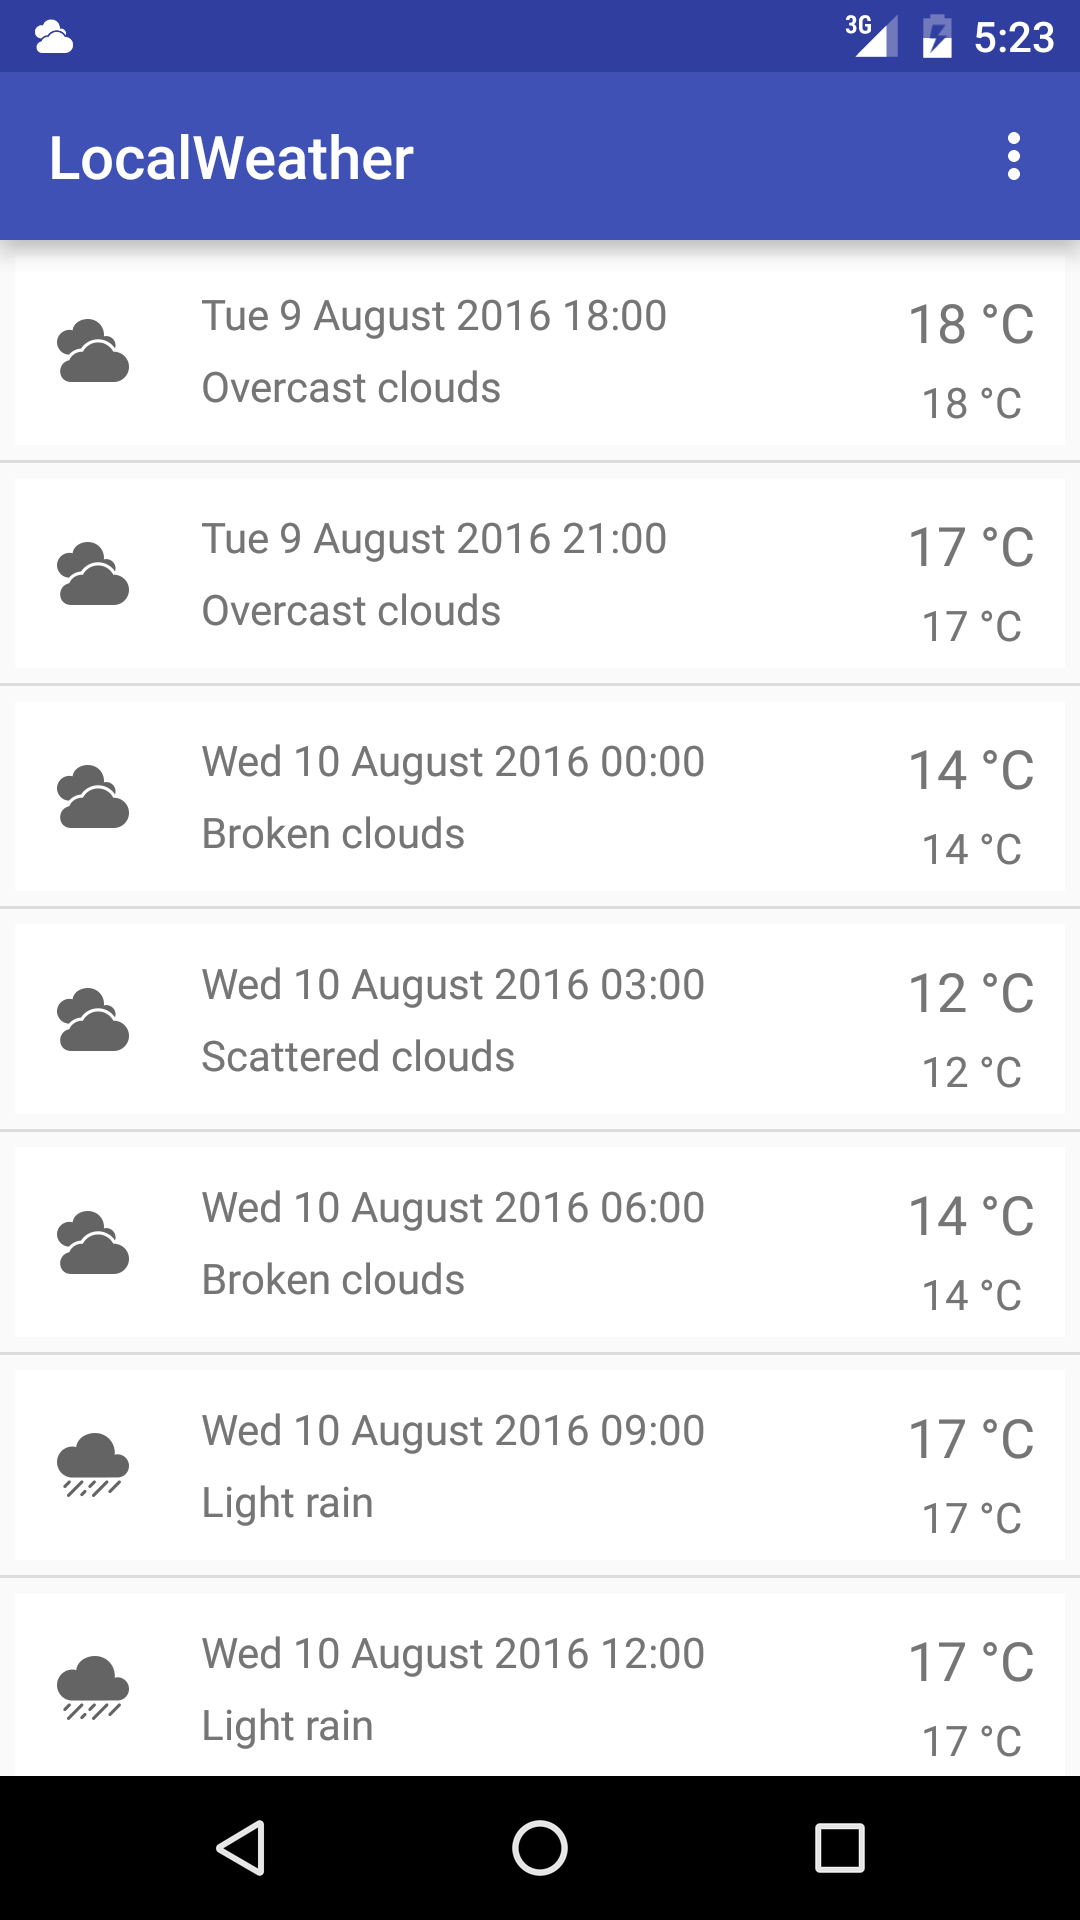 3G 5:23
LocalWeather
Tue 9 August 2016 18:00 18 °C
Overcast clouds 18 °C
Tue 9 August 2016 21:00 17 °C
Overcast clouds 17 °C
Wed 10 August 2016 00:00 14 °C
Broken clouds 14 °C
Wed 10 August 2016 03:00 12 °C
Scattered clouds 12 °C
Wed 10 August 2016 06:00 14 °C
Broken clouds 14 °C
Wed 10 August 2016 09:00 17 °C
Light rain 17 °C
Wed 10 August 2016 12:00 17 °C
Light rain 17 °C